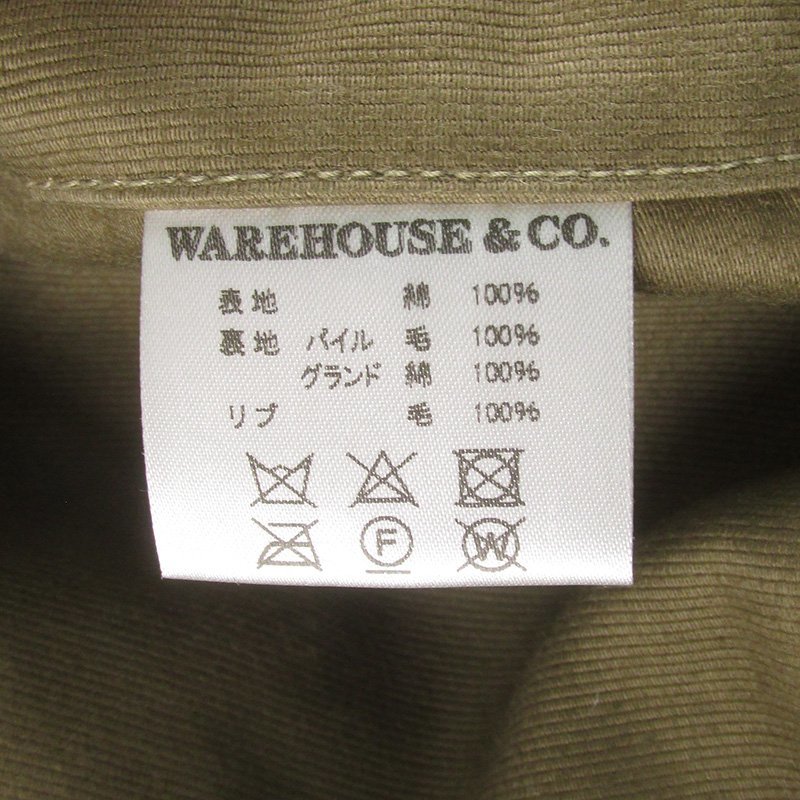 WAREHOUSE & CO.
表地 綿 100%
裏地 パイル 毛 100%
グランド 綿 100%
リブ 毛 100%
F W